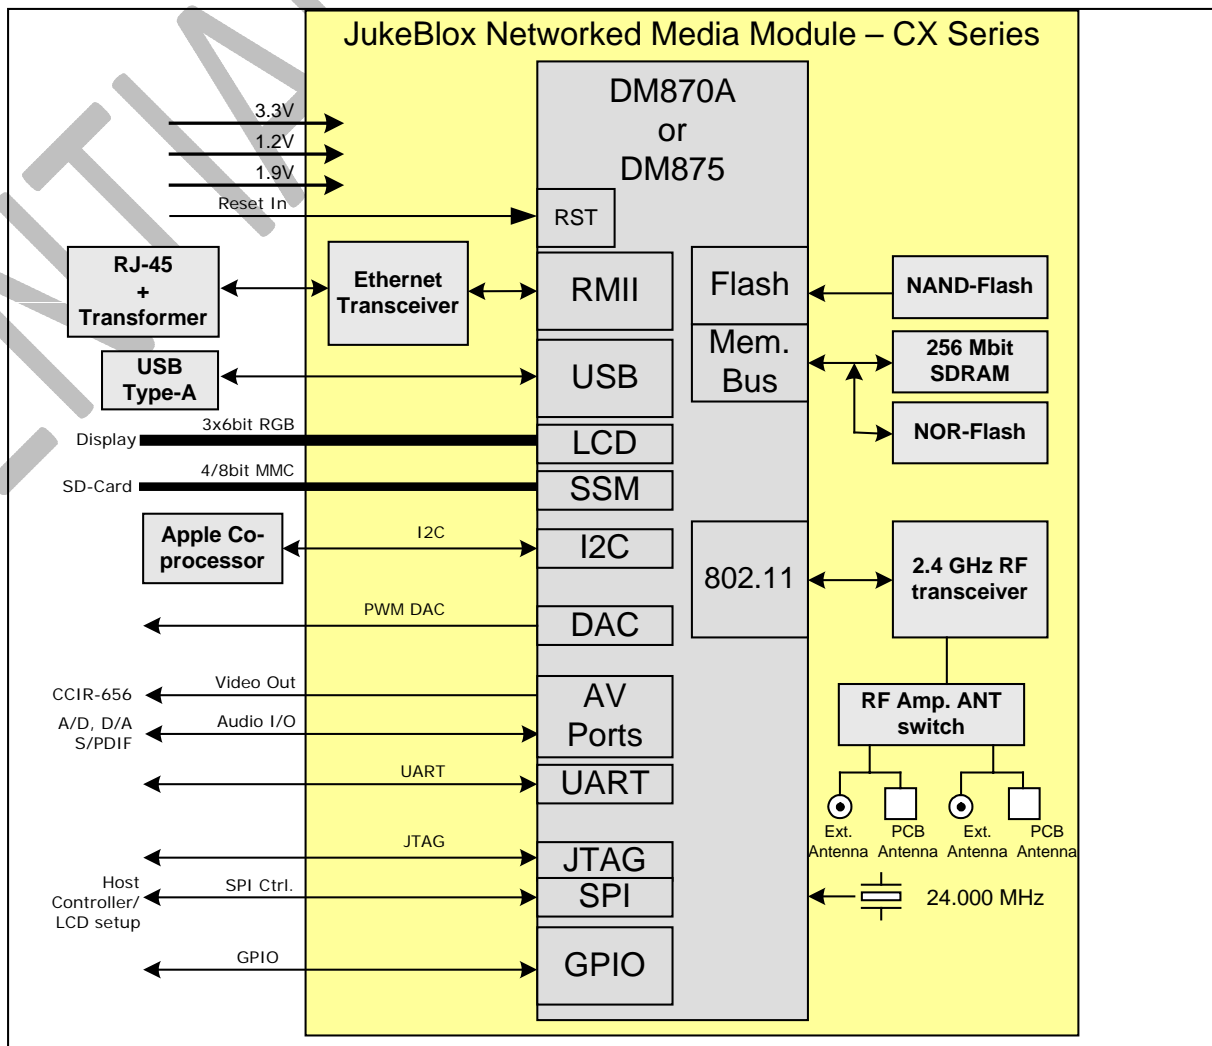 JukeBlox Networked Media Module – CX Series
DM870A
or
DM875
3.3V
1.2V
1.9V
Reset In
RST
RJ-45
+
Transformer
Ethernet
Transceiver
RMII
Flash
NAND-Flash
USB
Type-A
USB
Mem.
Bus
256 Mbit
SDRAM
NOR-Flash
Display
3x6bit RGB
LCD
SD-Card
4/8bit MMC
SSM
Apple Co-
processor
I2C
I2C
802.11
2.4 GHz RF
transceiver
PWM DAC
DAC
CCIR-656
Video Out
A/D, D/A
S/PDIF
Audio I/O
AV
Ports
RF Amp. ANT
switch
UART
UART
Ext.
Antenna
PCB
Antenna
Ext.
Antenna
PCB
Antenna
JTAG
JTAG
Host
Controller/
LCD setup
SPI Ctrl.
SPI
24.000 MHz
GPIO
GPIO